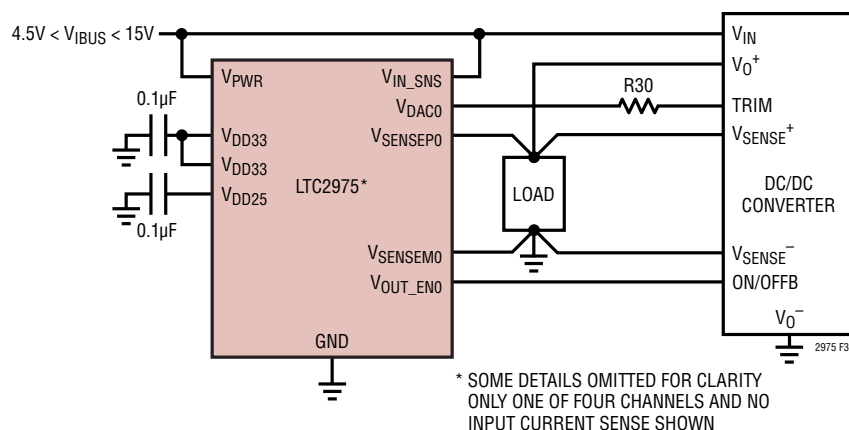 4.5V < VIBUS < 15V
VPWR
VIN_SNS
VIN
VO+
0.1µF
VDAC0
R30
TRIM
VDD33
VSENSEP0
VSENSE+
VDD33
LTC2975*
LOAD
DC/DC
CONVERTER
VDD25
0.1µF
VSENSEM0
VSENSE–
VOUT_EN0
ON/OFFB
VO–
GND
2975 F3
* SOME DETAILS OMITTED FOR CLARITY
ONLY ONE OF FOUR CHANNELS AND NO
INPUT CURRENT SENSE SHOWN